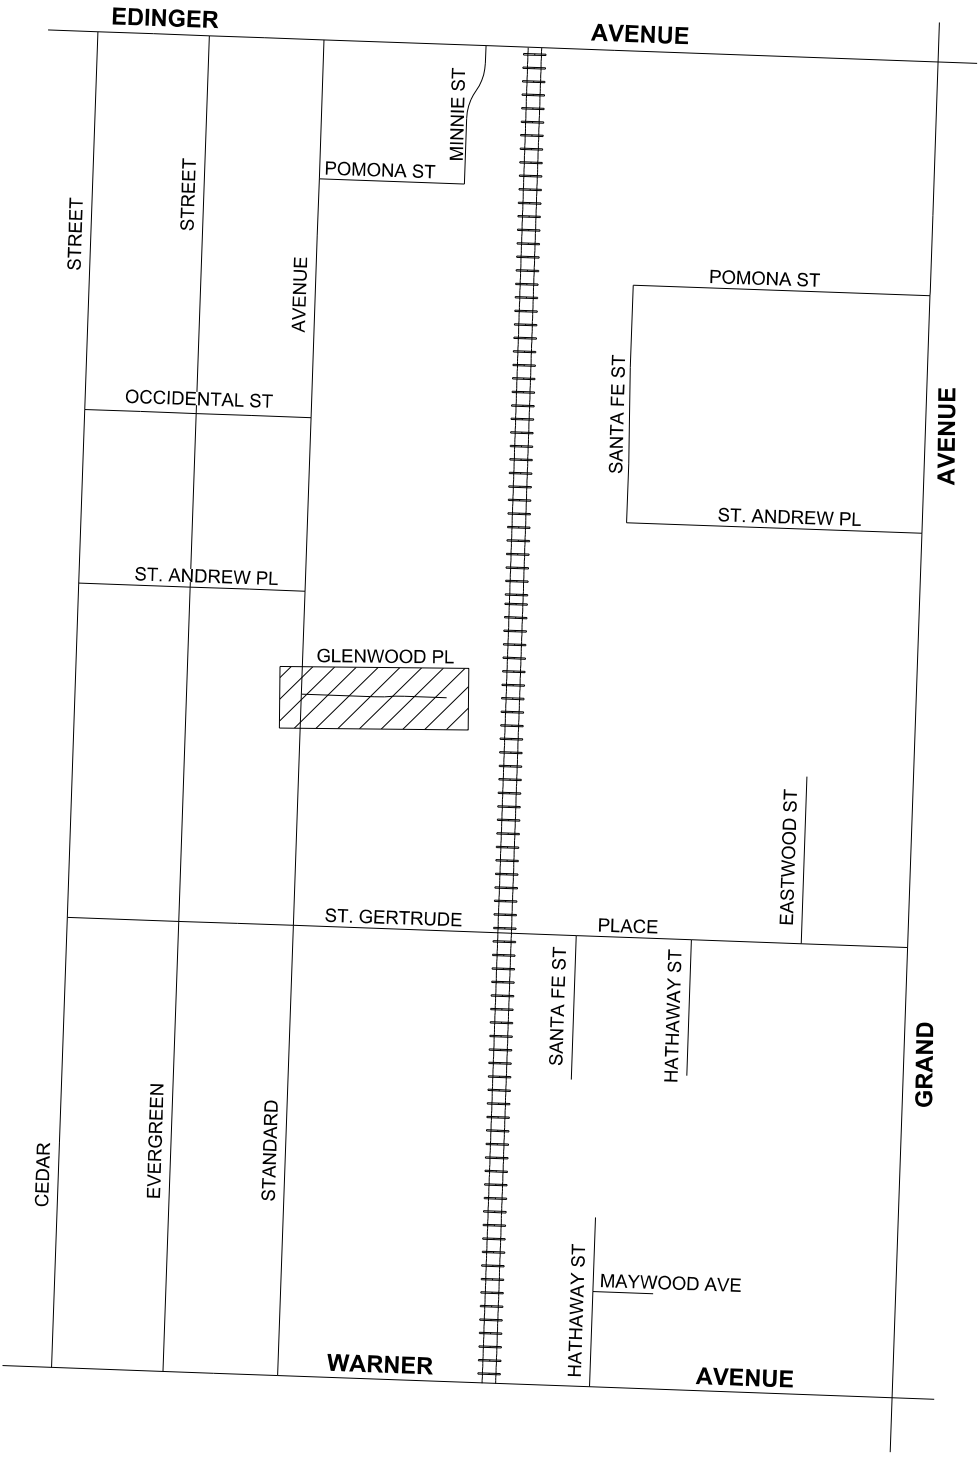 EDINGER
AVENUE
MINNIE ST
POMONA ST
STREET
STREET
AVENUE
POMONA ST
SANTA FE ST
AVENUE
OCCIDENTAL ST
ST. ANDREW PL
ST. ANDREW PL
GLENWOOD PL
EASTWOOD ST
ST. GERTRUDE
PLACE
SANTA FE ST
HATHAWAY ST
GRAND
CEDAR
EVERGREEN
STANDARD
HATHAWAY ST
MAYWOOD AVE
WARNER
AVENUE